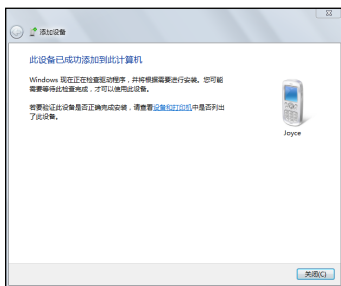 添加设备
此设备已成功添加到此计算机
Windows 现在正在检查驱动程序，并将根据需要进行安装。您可能
需要等待此检查完成，才可以使用此设备。
若要验证此设备是否正确完成安装，请查看设备和打印机中是否列出
了此设备。
Joyce
关闭(C)